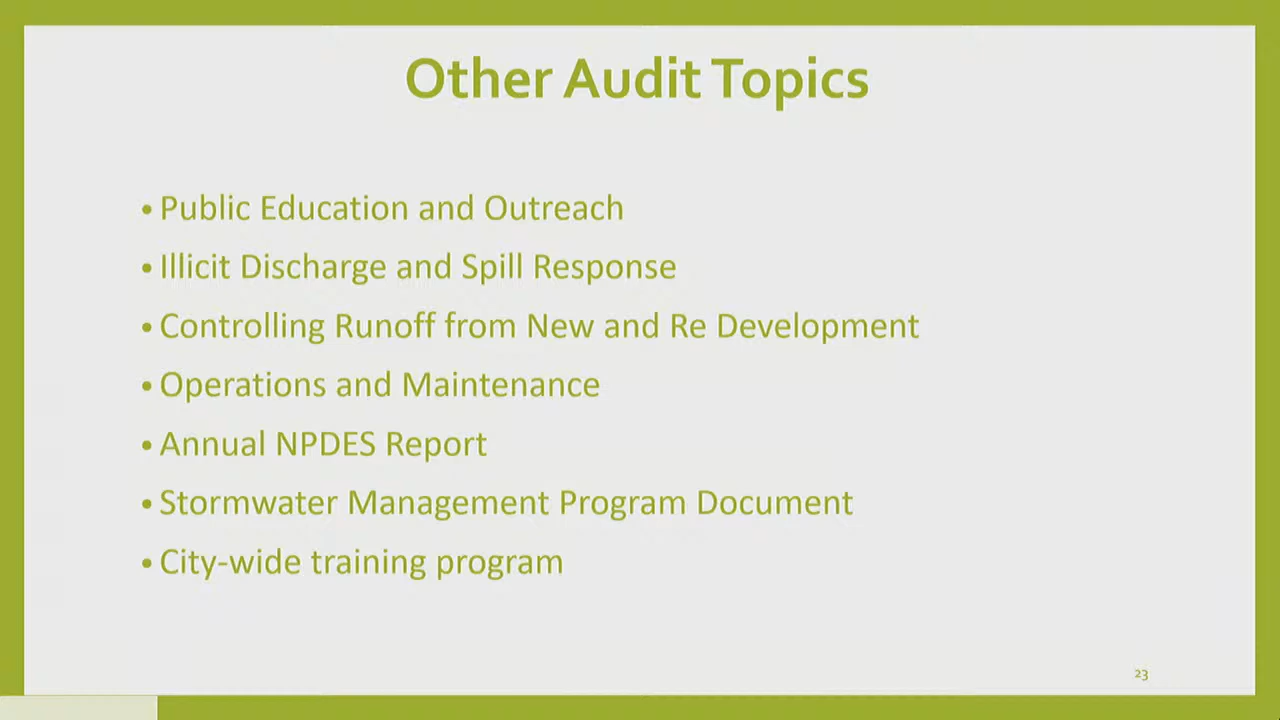 Other Audit Topics
• Public Education and Outreach
• Illicit Discharge and Spill Response
• Controlling Runoff from New and Re Development
• Operations and Maintenance
• Annual NPDES Report
• Stormwater Management Program Document
• City-wide training program
23